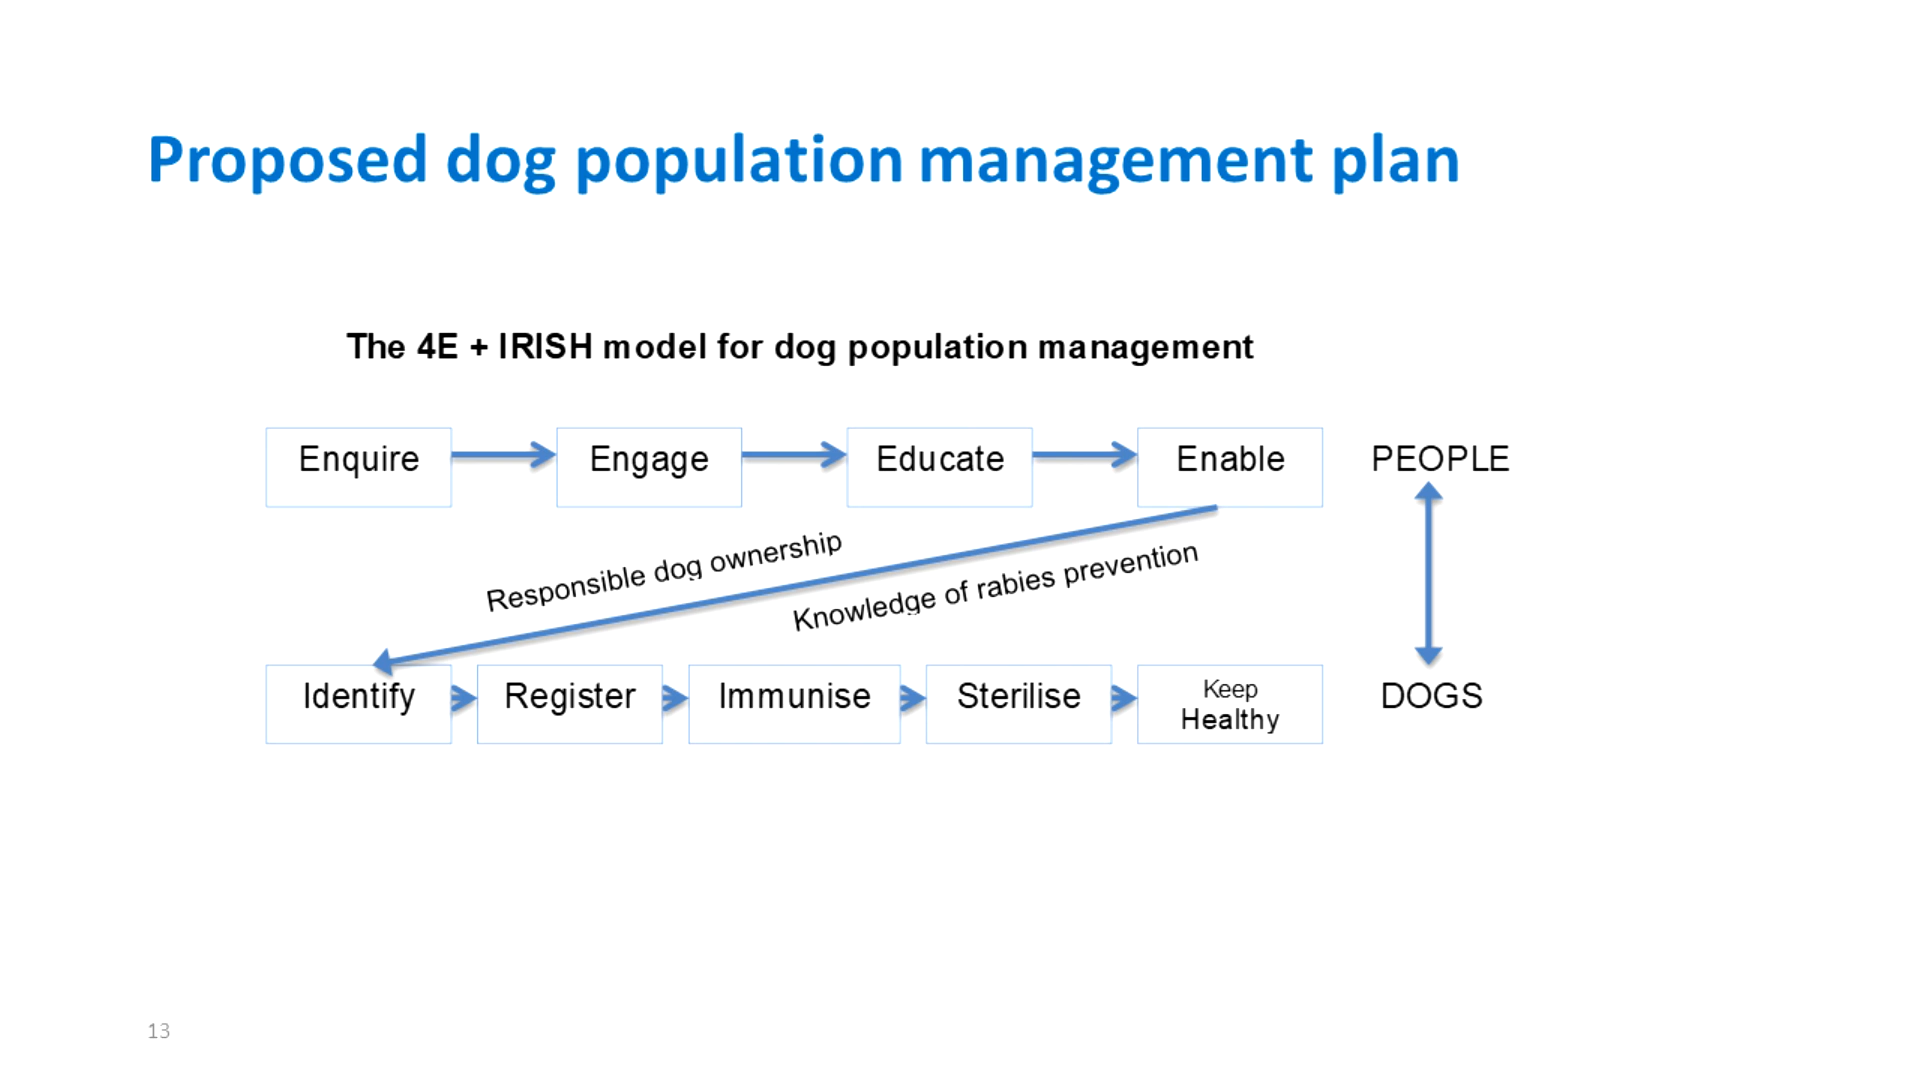 Proposed dog population management plan
The 4E + IRISH model for dog population management
Enquire
Engage
Educate
Enable
PEOPLE
Responsible dog ownership
Knowledge of rabies prevention
Identify
Register
Immunise
Sterilise
Keep
Healthy
DOGS
13